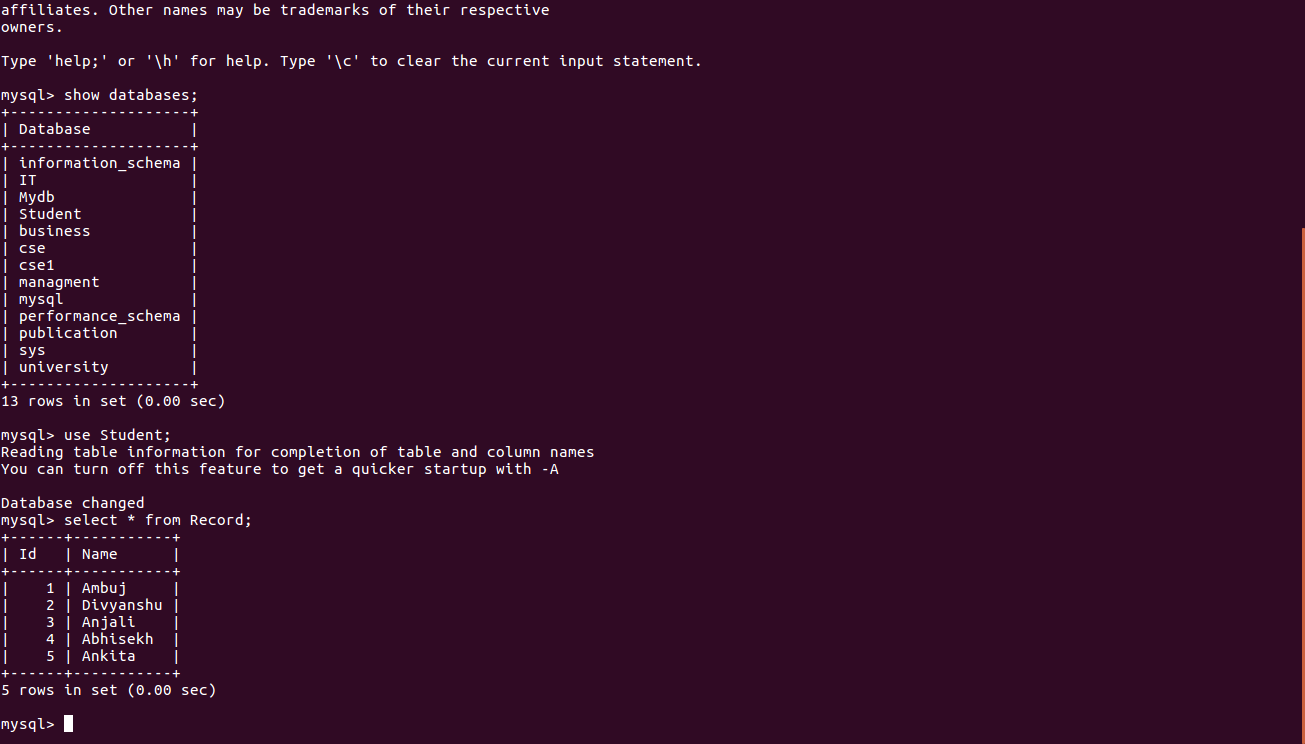 affiliates. Other names may be trademarks of their respective
owners.

Type 'help;' or '\h' for help. Type '\c' to clear the current input statement.

mysql> show databases;
+--------------------+
| Database           |
+--------------------+
| information_schema |
| IT                 |
| Mydb               |
| Student            |
| business           |
| cse                |
| cse1               |
| managment          |
| mysql              |
| performance_schema |
| publication        |
| sys                |
| university         |
+--------------------+
13 rows in set (0.00 sec)

mysql> use Student;
Reading table information for completion of table and column names
You can turn off this feature to get a quicker startup with -A

Database changed
mysql> select * from Record;
+------+-----------+
| Id   | Name      |
+------+-----------+
|    1 | Ambuj     |
|    2 | Divyanshu |
|    3 | Anjali    |
|    4 | Abhisekh  |
|    5 | Ankita    |
+------+-----------+
5 rows in set (0.00 sec)

mysql>